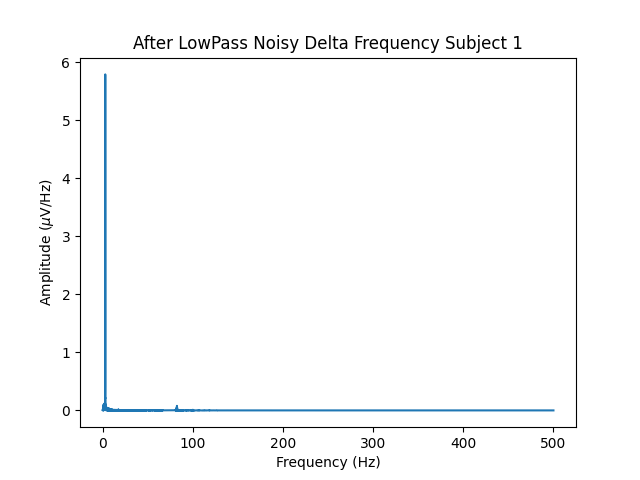 After LowPass Noisy Delta Frequency Subject 1
6
5
4
3
2
1
0
Amplitude (μV/Hz)
0 100 200 300 400 500
Frequency (Hz)